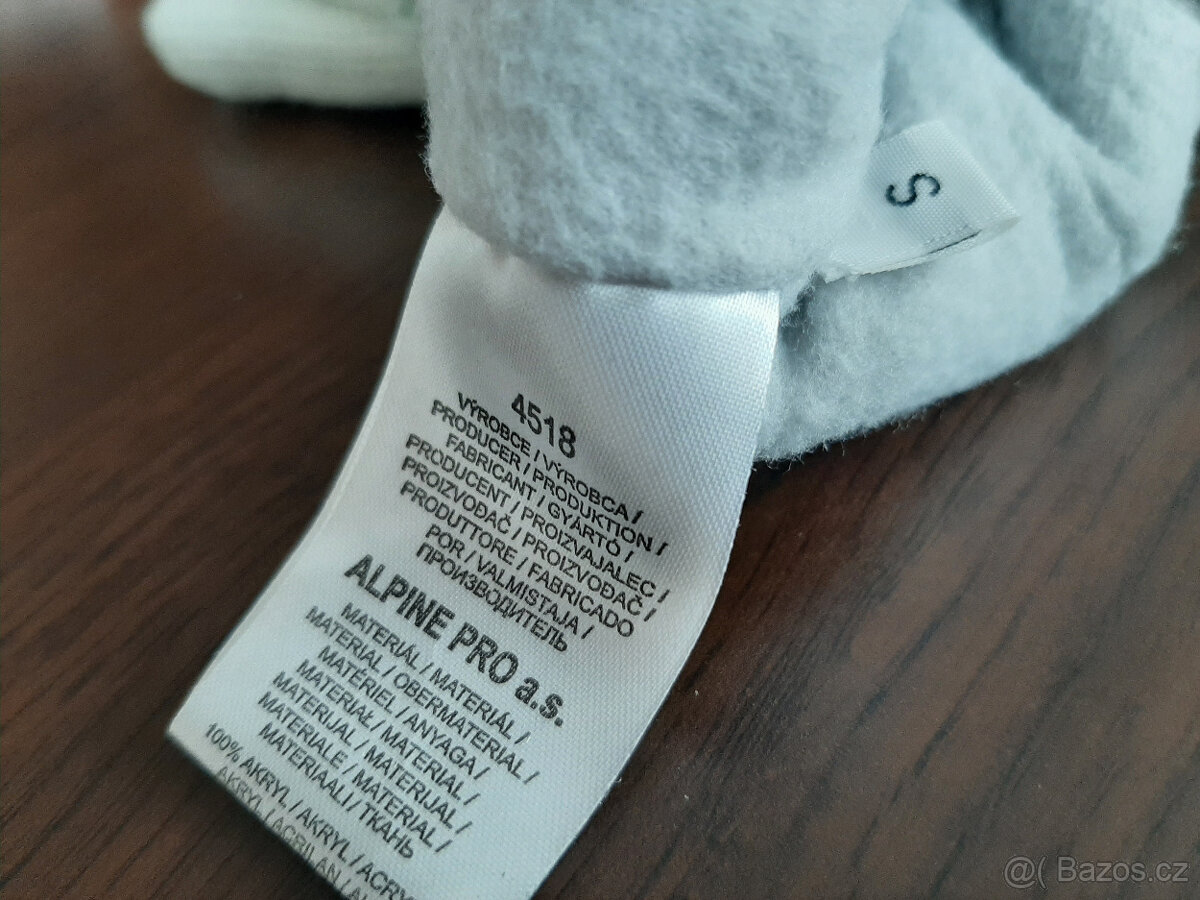 S
4518
VÝROBCE / VÝROBCA /
PRODUCER / PRODUKTION /
FABRICANT / GYÁRTÓ /
PRODUCENT / PROIZVAJALEC /
PROIZVOĐAČ / PROIZVOĐAČ /
PRODUTTORE / FABRICADO
POR / VALMISTAJA /
ПРОИЗВОДИТЕЛЬ
ALPINE PRO a.s.
MATERIÁL / MATERIÁL /
MATERIAL / OBERMATERIAL /
MATÉRIEL / ANYAGA /
MATERIAŁ / MATERIAL /
MATERIJAL / MATERIJAL /
MATERIALE / MATERIAL /
MATERIAALI / ТКАНЬ
100% AKRYL / AKRYL / ACRY
AKRYL / ACRILAN /
@( Bazos.cz